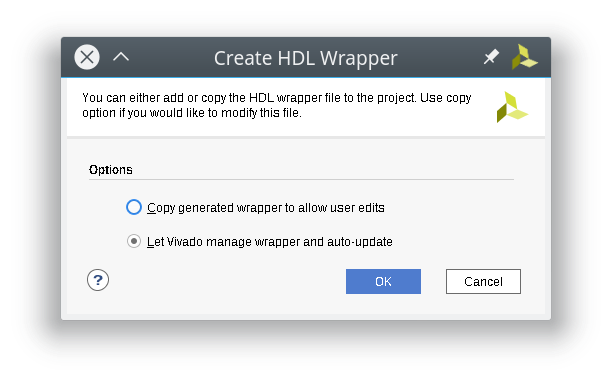 Create HDL Wrapper
You can either add or copy the HDL wrapper file to the project. Use copy
option if you would like to modify this file.
Options
Copy generated wrapper to allow user edits
Let Vivado manage wrapper and auto-update
?
OK
Cancel